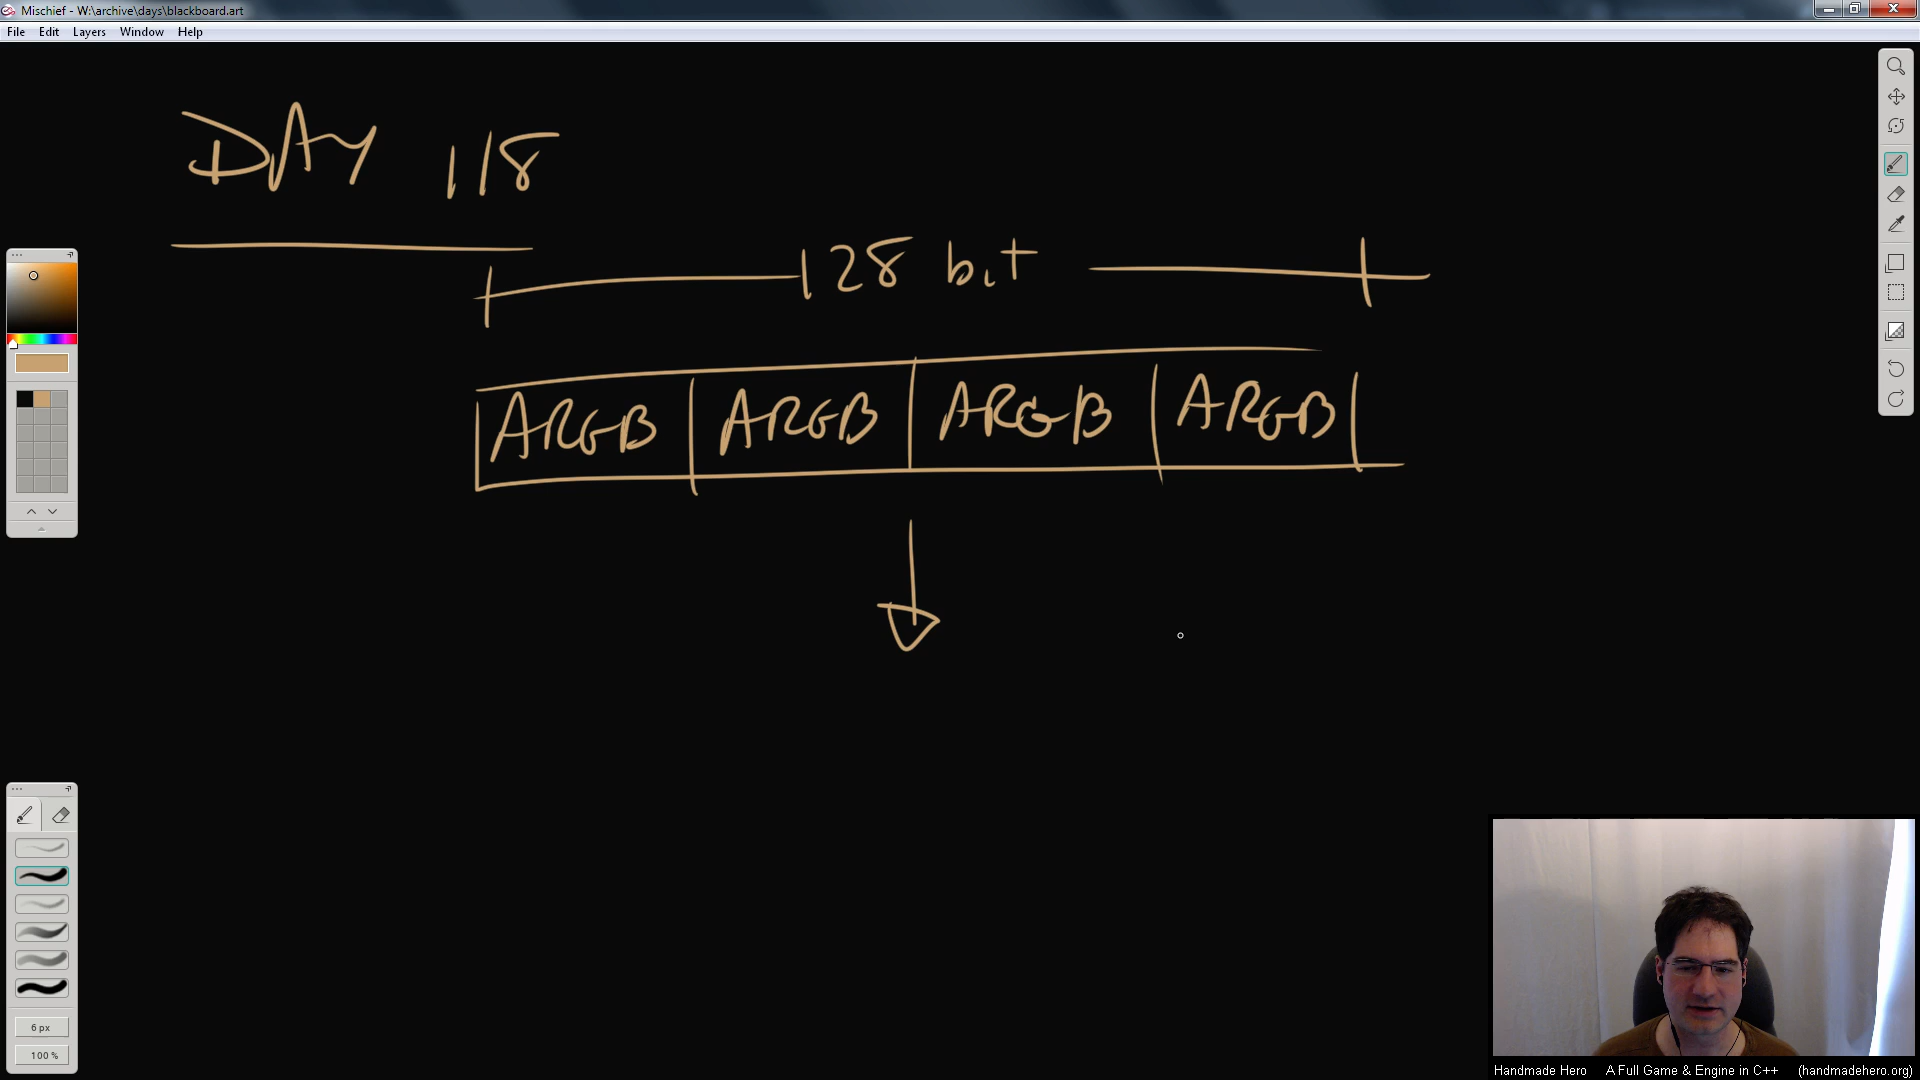 Mischief - W:\archive\days\blackboard.art
File Edit Layers Window Help
DAY 118
128 bit
ARGB ARGB ARGB ARGB
6 px
100 %
Handmade Hero A Full Game & Engine in C++ (handmadehero.org)